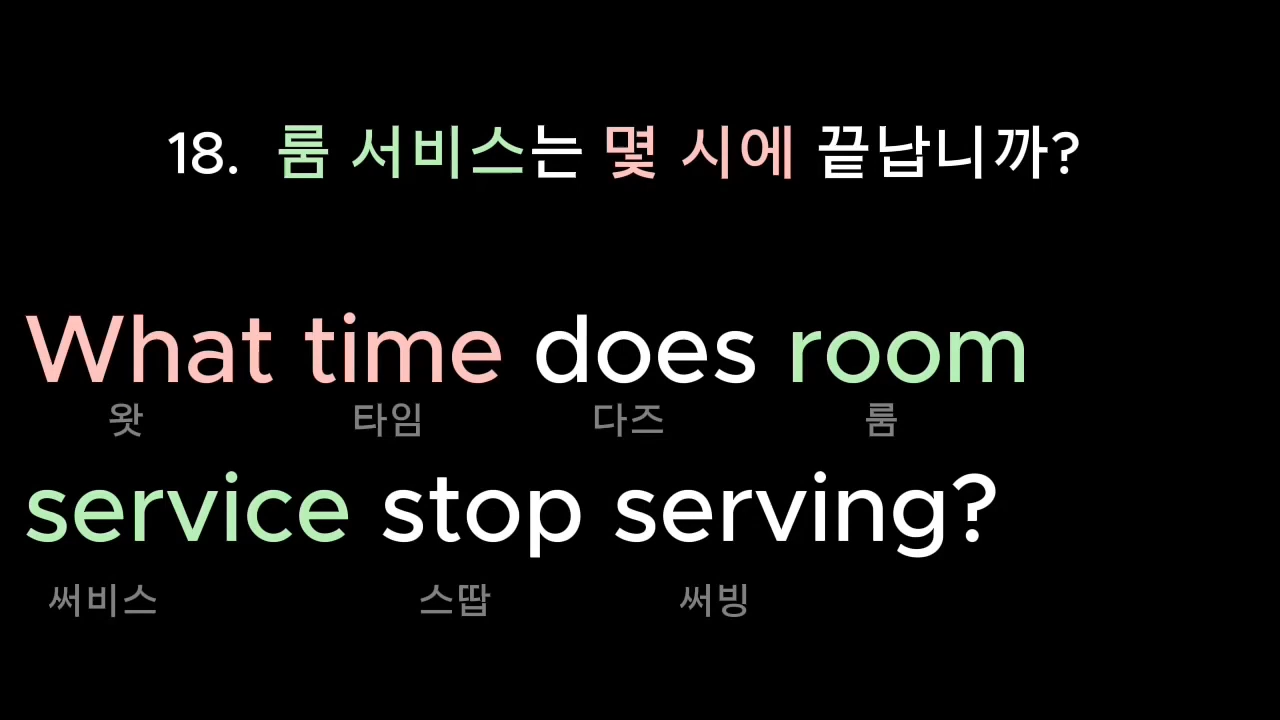 18. 룸 서비스는 몇 시에 끝납니까?
What time does room
왓 타임 다즈 룸
service stop serving?
써비스 스땁 써빙